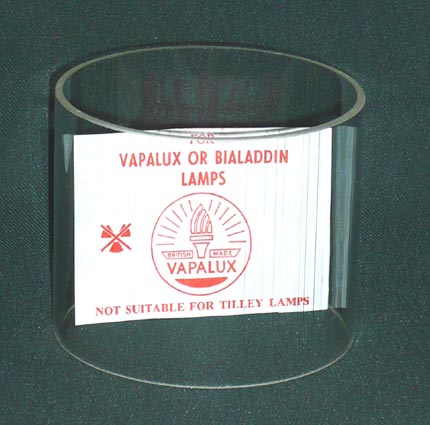 FOR
VAPALUX OR BIALADDIN
LAMPS
BRITISH MADE
VAPALUX
NOT SUITABLE FOR TILLEY LAMPS